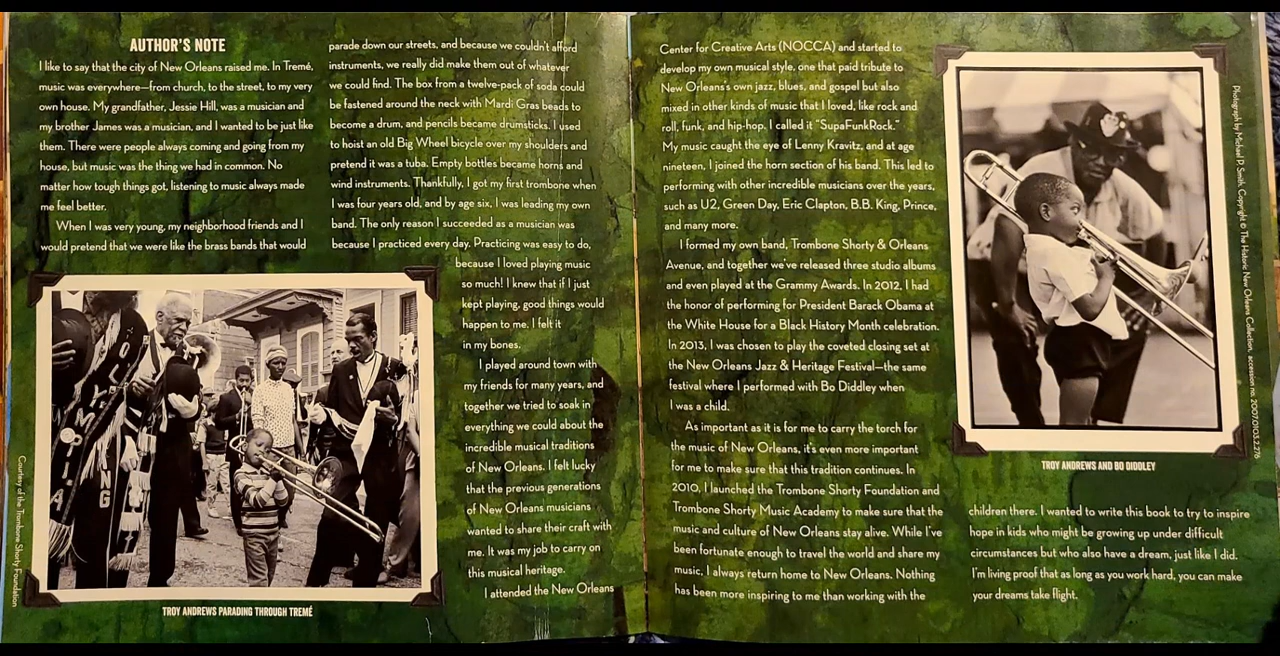 AUTHOR'S NOTE
I like to say that the city of New Orleans raised me. In Tremé,
music was everywhere—from church, to the street, to my very
own house. My grandfather, Jessie Hill, was a musician and
my brother James was a musician, and I wanted to be just like
them. There were people always coming and going from my
house, but music was the thing we had in common. No
matter how tough things got, listening to music always made
me feel better.
When I was very young, my neighborhood friends and I
would pretend that we were like the brass bands that would
parade down our streets, and because we couldn't afford
instruments, we really did make them out of whatever
we could find. The box from a twelve-pack of soda could
be fastened around the neck with Mardi Gras beads to
become a drum, and pencils became drumsticks. I used
to hoist an old Big Wheel bicycle over my shoulders and
pretend it was a tuba. Empty bottles became horns and
wind instruments. Thankfully, I got my first trombone when
I was four years old, and by age six, I was leading my own
band. The only reason I succeeded as a musician was
because I practiced every day. Practicing was easy to do,
because I loved playing music
so much! I knew that if I just
kept playing, good things would
happen to me. I felt it
in my bones.
I played around town with
my friends for many years, and
together we tried to soak in
everything we could about the
incredible musical traditions
of New Orleans. I felt lucky
that the previous generations
of New Orleans musicians
wanted to share their craft with
me. It was my job to carry on
this musical heritage.
I attended the New Orleans
OLYMPIA
NG
Courtesy of the Trombone Shorty Foundation
TROY ANDREWS PARADING THROUGH TREMÉ
Center for Creative Arts (NOCCA) and started to
develop my own musical style, one that paid tribute to
New Orleans's own jazz, blues, and gospel but also
mixed in other kinds of music that I loved, like rock and
roll, funk, and hip-hop. I called it "SupaFunkRock."
My music caught the eye of Lenny Kravitz, and at age
nineteen, I joined the horn section of his band. This led to
performing with other incredible musicians over the years,
such as U2, Green Day, Eric Clapton, B.B. King, Prince,
and many more.
I formed my own band, Trombone Shorty & Orleans
Avenue, and together we've released three studio albums
and even played at the Grammy Awards. In 2012, I had
the honor of performing for President Barack Obama at
the White House for a Black History Month celebration.
In 2013, I was chosen to play the coveted closing set at
the New Orleans Jazz & Heritage Festival—the same
festival where I performed with Bo Diddley when
I was a child.
As important as it is for me to carry the torch for
the music of New Orleans, it's even more important
for me to make sure that this tradition continues. In
2010, I launched the Trombone Shorty Foundation and
Trombone Shorty Music Academy to make sure that the
music and culture of New Orleans stay alive. While I've
been fortunate enough to travel the world and share my
music, I always return home to New Orleans. Nothing
has been more inspiring to me than working with the
Photograph by Michael P. Smith. Copyright © The Historic New Orleans Collection, accession no. 2007.0103.2.276
TROY ANDREWS AND BO DIDDLEY
children there. I wanted to write this book to try to inspire
hope in kids who might be growing up under difficult
circumstances but who also have a dream, just like I did.
I'm living proof that as long as you work hard, you can make
your dreams take flight.